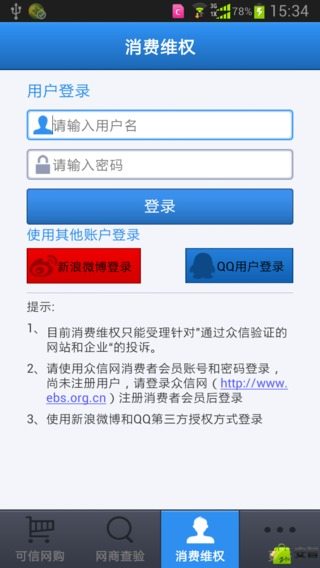 78% 15:34
消费维权
用户登录
请输入用户名
请输入密码
登录
使用其他账户登录
新浪微博登录 QQ用户登录
提示:
1、目前消费维权只能受理针对"通过众信验证的
网站和企业"的投诉。
2、请使用众信网消费者会员账号和密码登录，
尚未注册用户，请登录众信网（http://www.
ebs.org.cn）注册消费者会员后登录
3、使用新浪微博和QQ第三方授权方式登录
可信网购 网商查验 消费维权